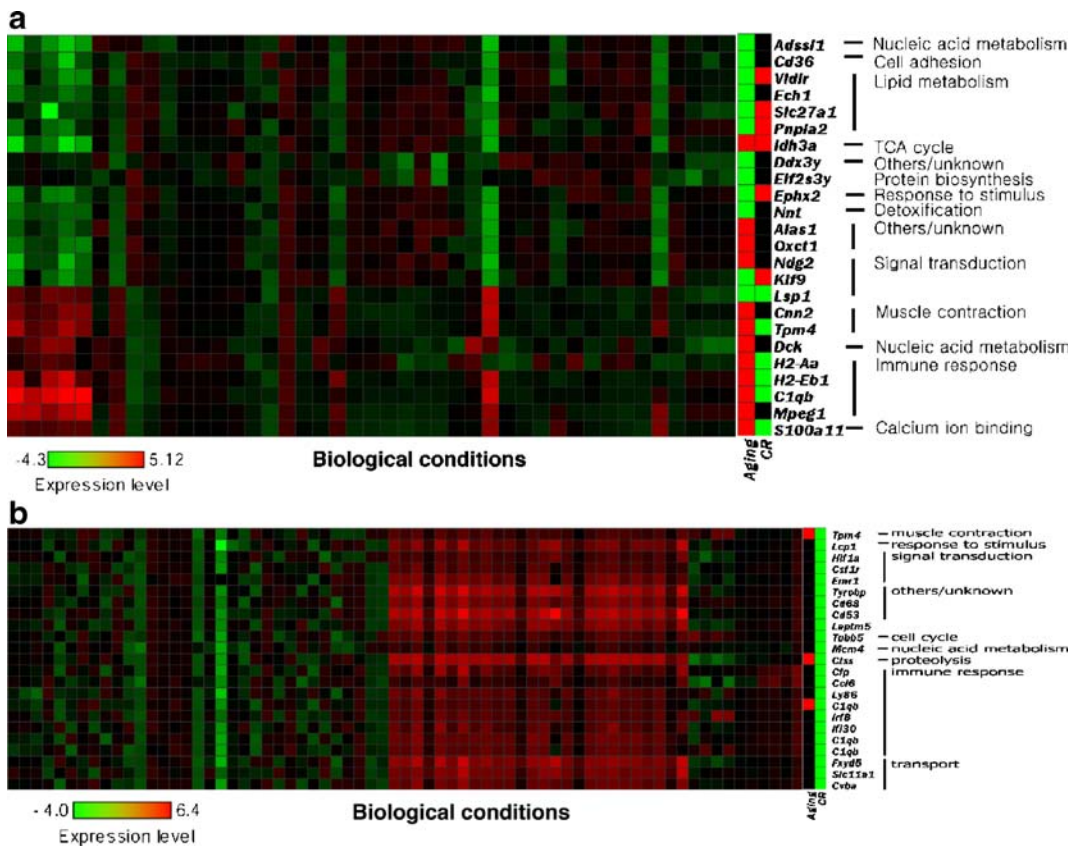 a
Adssl1 Nucleic acid metabolism
Cd36 Cell adhesion
Vldlr Lipid metabolism
Ech1
Slc27a1
Pnpla2
Idh3a TCA cycle
Ddx3y Others/unknown
Eif2s3y Protein biosynthesis
Ephx2 Response to stimulus
Nnt Detoxification
Alas1 Others/unknown
Oxct1
Ndg2 Signal transduction
Klf9
Lsp1
Cnn2 Muscle contraction
Tpm4
Dck Nucleic acid metabolism
H2-Aa Immune response
H2-Eb1
C1qb
Mpeg1
S100a11 Calcium ion binding
Aging CR
-4.3 5.12
Expression level
Biological conditions
b
Tpm4 muscle contraction
Lcp1 response to stimulus
Hif1a signal transduction
Csf1r
Emr1
Tyrobp others/unknown
Cd68
Cd53
Laptm5
Tubb5 cell cycle
Mcm4 nucleic acid metabolism
Ctss proteolysis
Cfp immune response
Ccl6
Ly86
C1qb
Irf8
Ifi30
C1qb
C1qb
Fxyd5 transport
Slc11a1
Cyba
Aging CR
-4.0 6.4
Expression level
Biological conditions